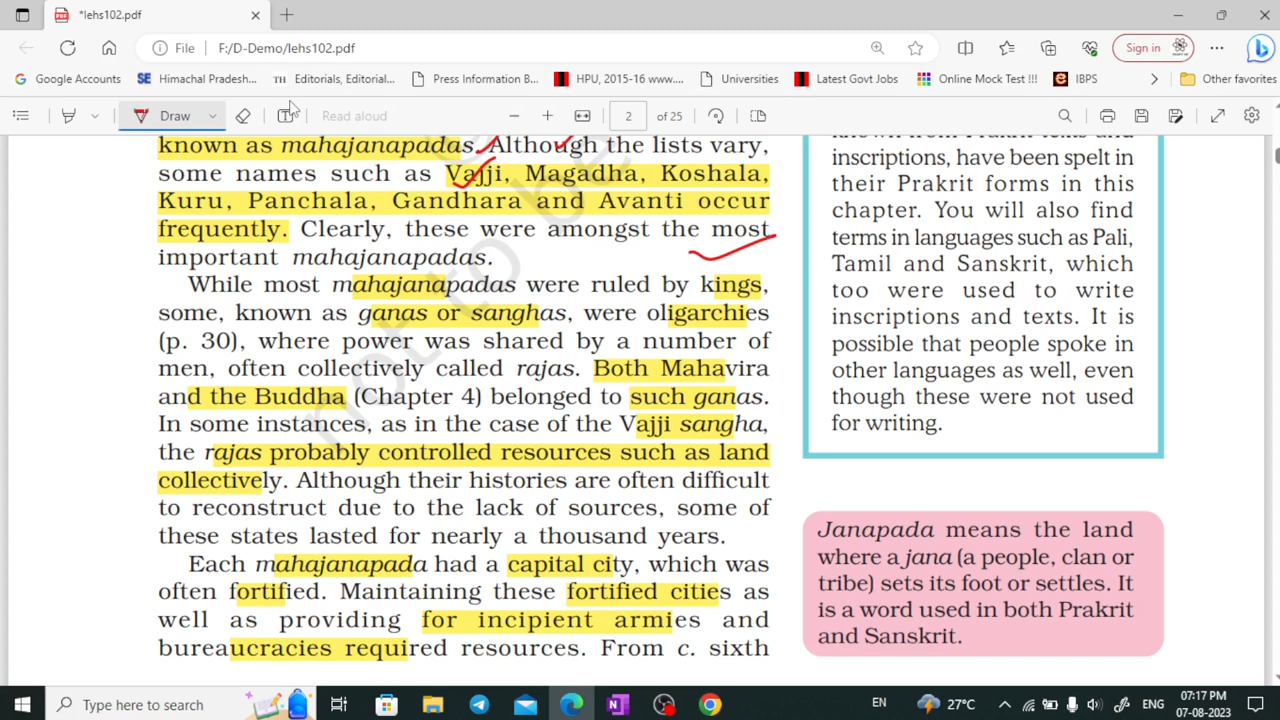 *lehs102.pdf
File
F:/D-Demo/lehs102.pdf
Sign in
Google Accounts
SE Himachal Pradesh...
TH Editorials, Editorial...
Press Information B...
HPU, 2015-16 www....
Universities
Latest Govt Jobs
Online Mock Test !!!
IBPS
Other favorites
Draw
Read aloud
2 of 25
known as mahajanapadas. Although the lists vary,
some names such as Vajji, Magadha, Koshala,
Kuru, Panchala, Gandhara and Avanti occur
frequently. Clearly, these were amongst the most
important mahajanapadas.
While most mahajanapadas were ruled by kings,
some, known as ganas or sanghas, were oligarchies
(p. 30), where power was shared by a number of
men, often collectively called rajas. Both Mahavira
and the Buddha (Chapter 4) belonged to such ganas.
In some instances, as in the case of the Vajji sangha,
the rajas probably controlled resources such as land
collectively. Although their histories are often difficult
to reconstruct due to the lack of sources, some of
these states lasted for nearly a thousand years.
Each mahajanapada had a capital city, which was
often fortified. Maintaining these fortified cities as
well as providing for incipient armies and
bureaucracies required resources. From c. sixth
known from Prakrit texts and
inscriptions, have been spelt in
their Prakrit forms in this
chapter. You will also find
terms in languages such as Pali,
Tamil and Sanskrit, which
too were used to write
inscriptions and texts. It is
possible that people spoke in
other languages as well, even
though these were not used
for writing.
Janapada means the land
where a jana (a people, clan or
tribe) sets its foot or settles. It
is a word used in both Prakrit
and Sanskrit.
not to be
Type here to search
EN
27°C
ENG
07:17 PM
07-08-2023